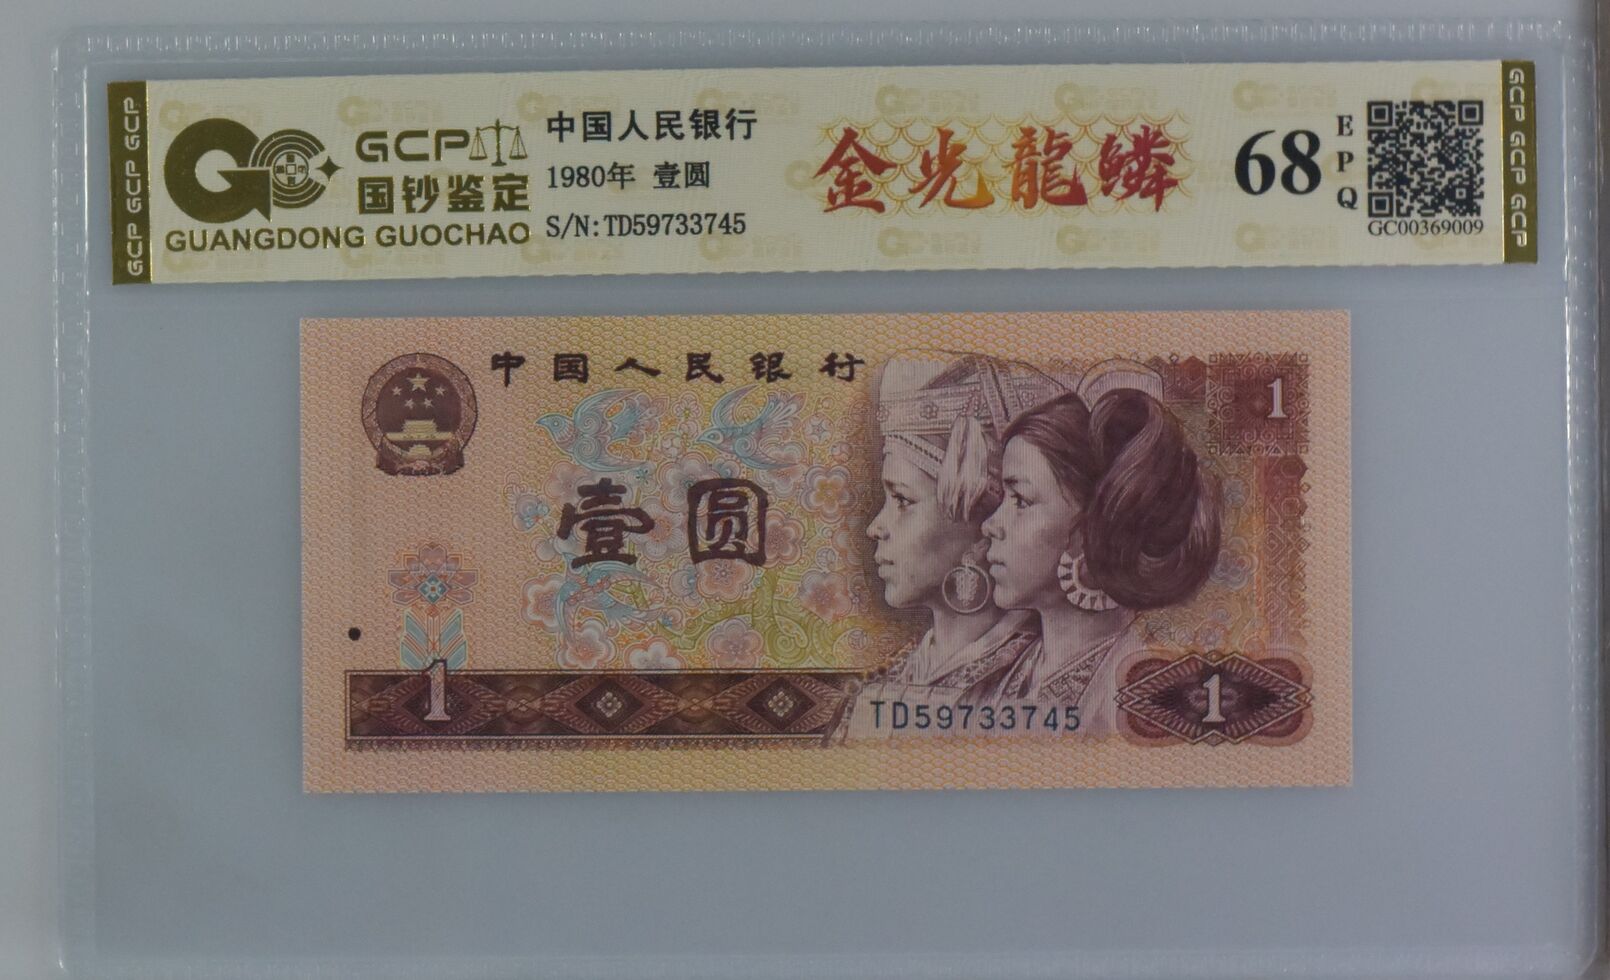 GCP GCP GCP
GCP
国钞鉴定
GUANGDONG GUOCHAO
中国人民银行
1980年 壹圆
S/N:TD59733745
金光龍鱗
68
EPQ
GC00369009
GCP GCP GCP
中国人民银行
1
壹圆
1
TD59733745
1